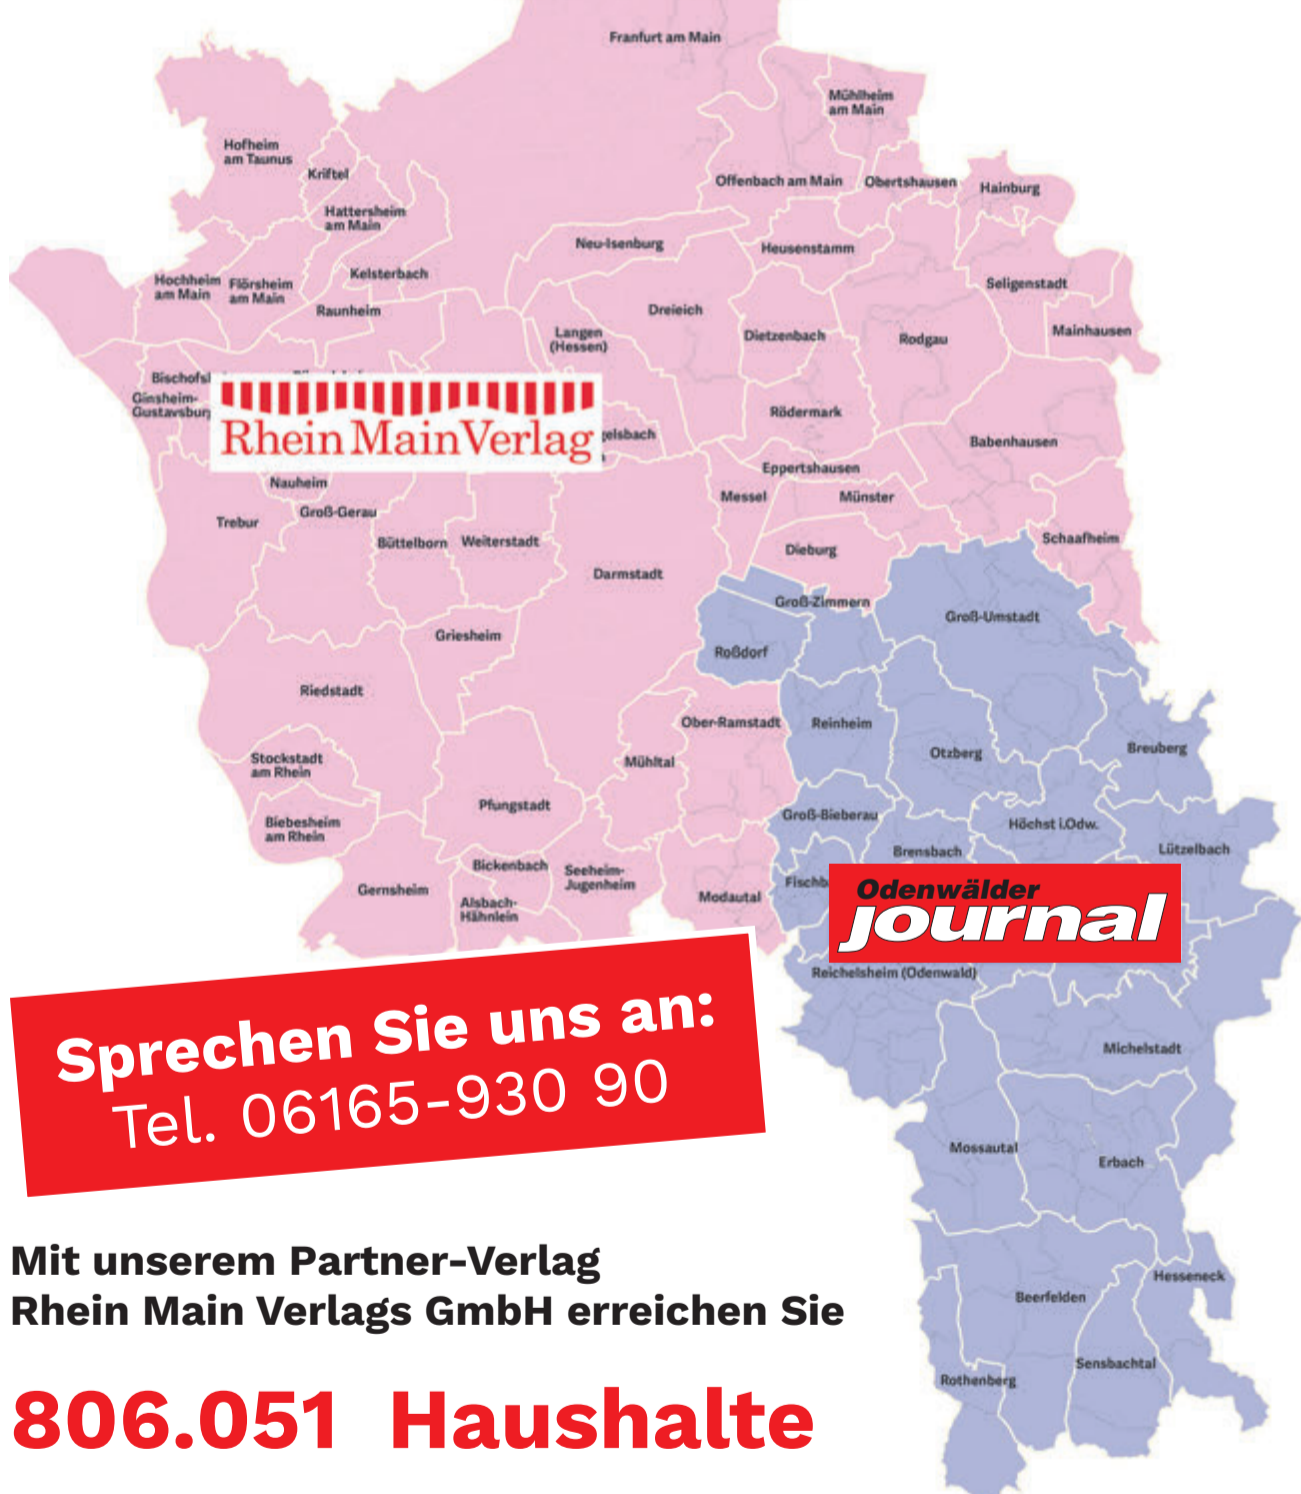 Franfurt am Main
Mühlheim
am Main
Hofheim
am Taunus
Kriftel
Offenbach am Main
Obertshausen
Hainburg
Hattersheim
am Main
Neu-Isenburg
Heusenstamm
Kelsterbach
Hochheim
am Main
Flörsheim
am Main
Seligenstadt
Raunheim
Dreieich
Langen
(Hessen)
Dietzenbach
Rodgau
Mainhausen
Ginsheim-
Gustavsburg
Rhein Main Verlag
Rödermark
Babenhausen
Eppertshausen
Nauheim
Messel
Münster
Groß-Gerau
Trebur
Büttelborn
Weiterstadt
Schaafheim
Dieburg
Darmstadt
Groß-Zimmern
Groß-Umstadt
Griesheim
Roßdorf
Riedstadt
Ober-Ramstadt
Reinheim
Otzberg
Breuberg
Stockstadt
am Rhein
Mühltal
Pfungstadt
Groß-Bieberau
Höchst i.Odw.
Biebesheim
am Rhein
Brensbach
Lützelbach
Bickenbach
Seeheim-
Jugenheim
Gernsheim
Modautal
Alsbach-
Hähnlein
Odenwälder
journal
Reichelsheim (Odenwald)
Sprechen Sie uns an:
Tel. 06165-930 90
Michelstadt
Mossautal
Erbach
Mit unserem Partner-Verlag
Rhein Main Verlags GmbH erreichen Sie
Hesseneck
Beerfelden
Sensbachtal
Rothenberg
806.051 Haushalte